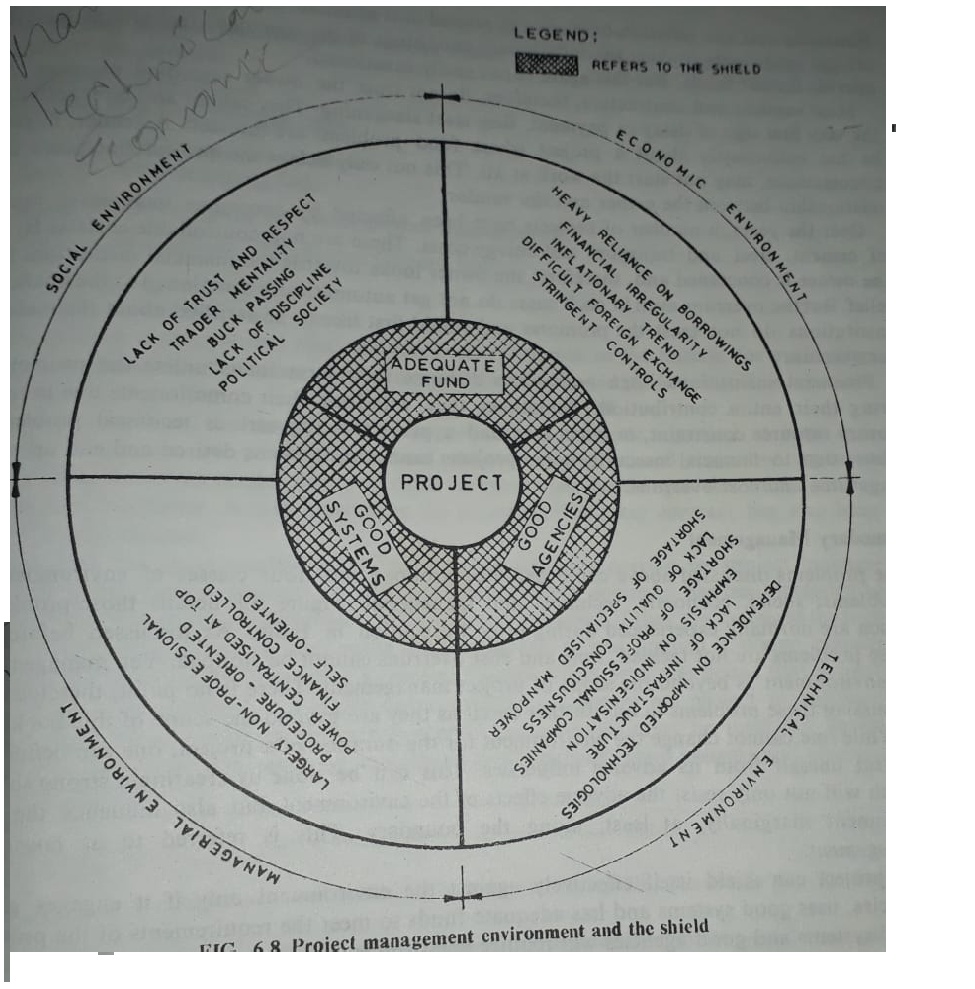 Technical
Economic
LEGEND:
REFERS TO THE SHIELD
SOCIAL ENVIRONMENT
ECONOMIC ENVIRONMENT
LACK OF TRUST AND RESPECT
TRADER MENTALITY
BUCK PASSING
LACK OF DISCIPLINE
POLITICAL SOCIETY
HEAVY RELIANCE ON BORROWINGS
FINANCIAL IRREGULARITY
INFLATIONARY TREND
DIFFICULT FOREIGN EXCHANGE
STRINGENT CONTROLS
ADEQUATE
FUND
PROJECT
GOOD
SYSTEMS
GOOD
AGENCIES
LARGELY NON-PROFESSIONAL
PROCEDURE-ORIENTED
POWER CENTRALISED AT TOP
FINANCE CONTROLLED
SELF-ORIENTED
DEPENDENCE ON IMPORTED TECHNOLOGIES
LACK OF INFRASTRUCTURE
EMPHASIS ON INDIGENISATION
SHORTAGE OF PROFESSIONAL COMPANIES
LACK OF QUALITY CONSCIOUSNESS
SHORTAGE OF SPECIALISED MANPOWER
MANAGERIAL ENVIRONMENT
TECHNICAL ENVIRONMENT
FIG. 6.8 Project management environment and the shield